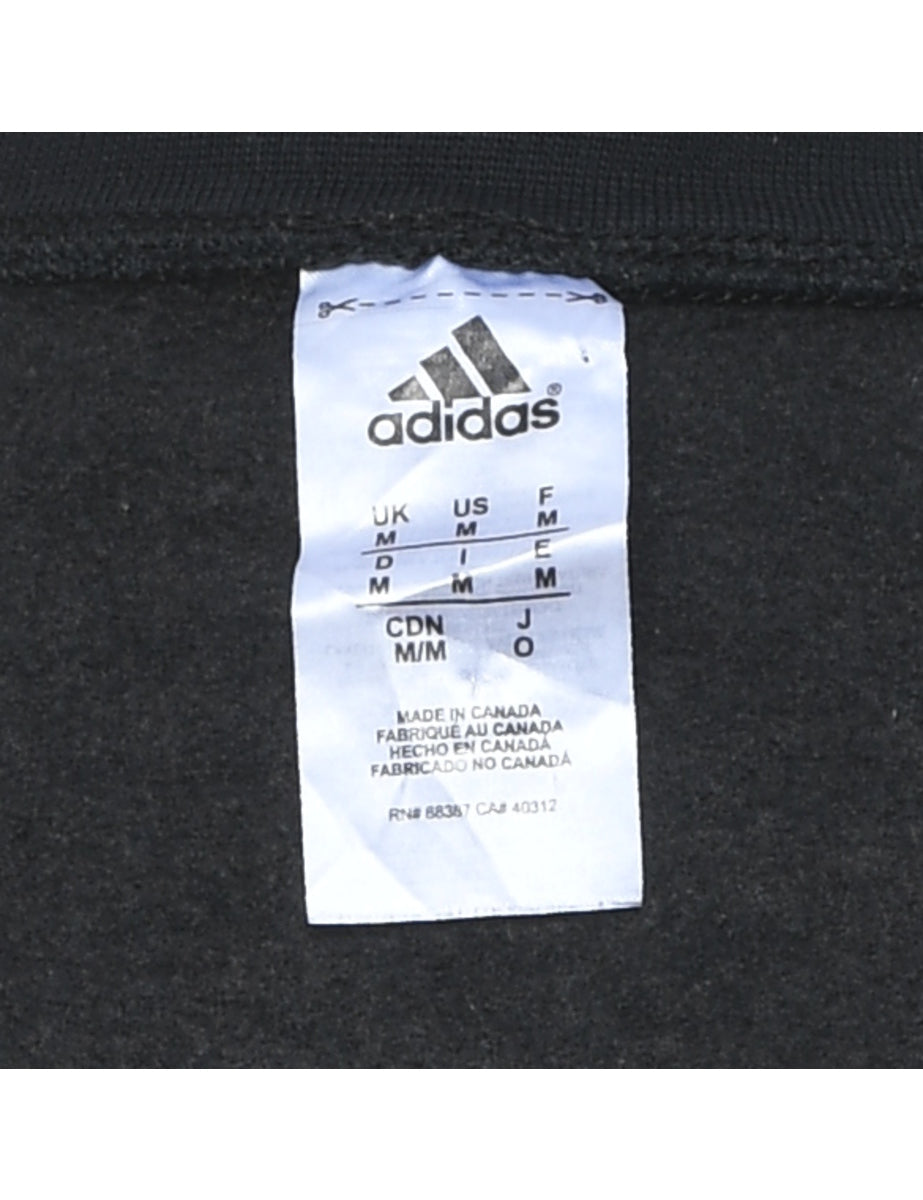 adidas®
UK US F
M M M
D I E
M M M
CDN J
M/M O
MADE IN CANADA
FABRIQUÉ AU CANADA
HECHO EN CANADÁ
FABRICADO NO CANADÁ
RN# 88387 CA# 40312